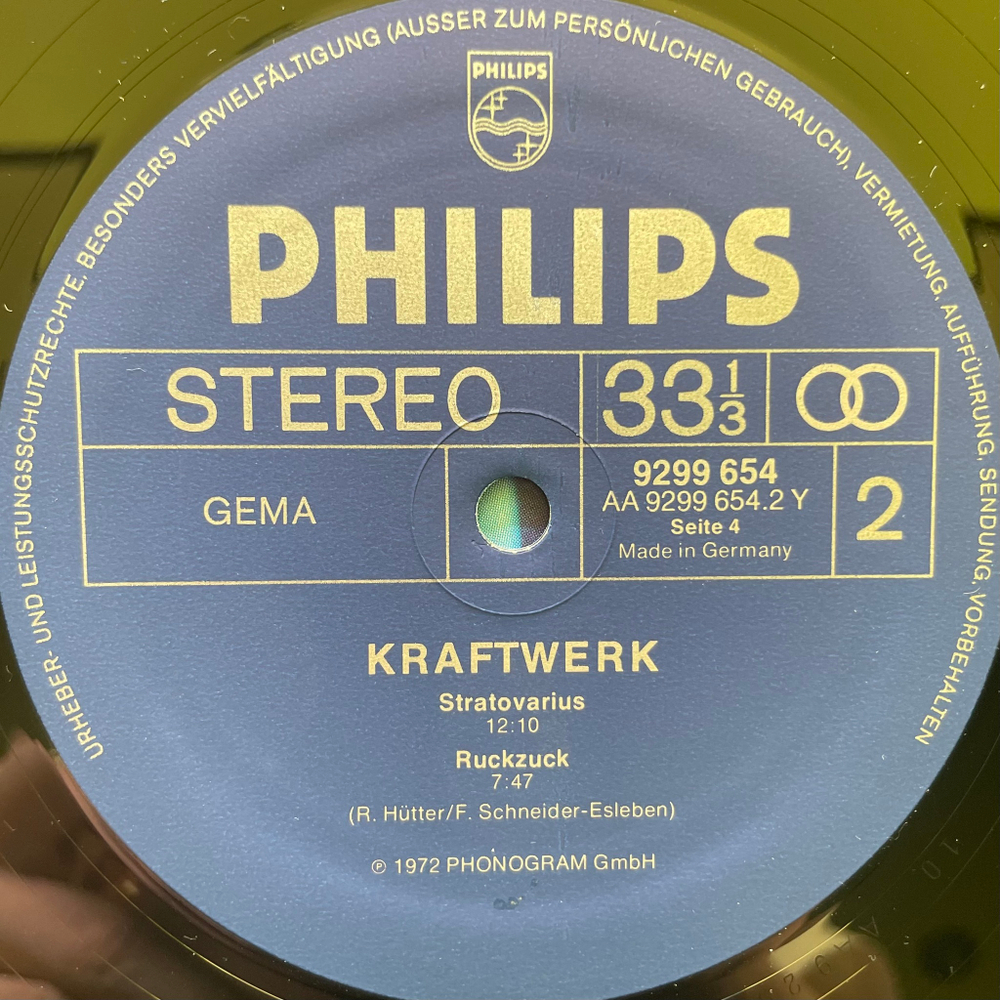 URHEBER- UND LEISTUNGSSCHUTZRECHTE, BESONDERS VERVIELFÄLTIGUNG (AUSSER ZUM PERSÖNLICHEN GEBRAUCH), VERMIETUNG, AUFFÜHRUNG, SENDUNG, VORBEHALTEN
PHILIPS
PHILIPS
STEREO 33 1/3
GEMA
9299 654
AA 9299 654.2 Y
Seite 4
Made in Germany
2
KRAFTWERK
Stratovarius
12:10
Ruckzuck
7:47
(R. Hütter/F. Schneider-Esleben)
℗ 1972 PHONOGRAM GmbH